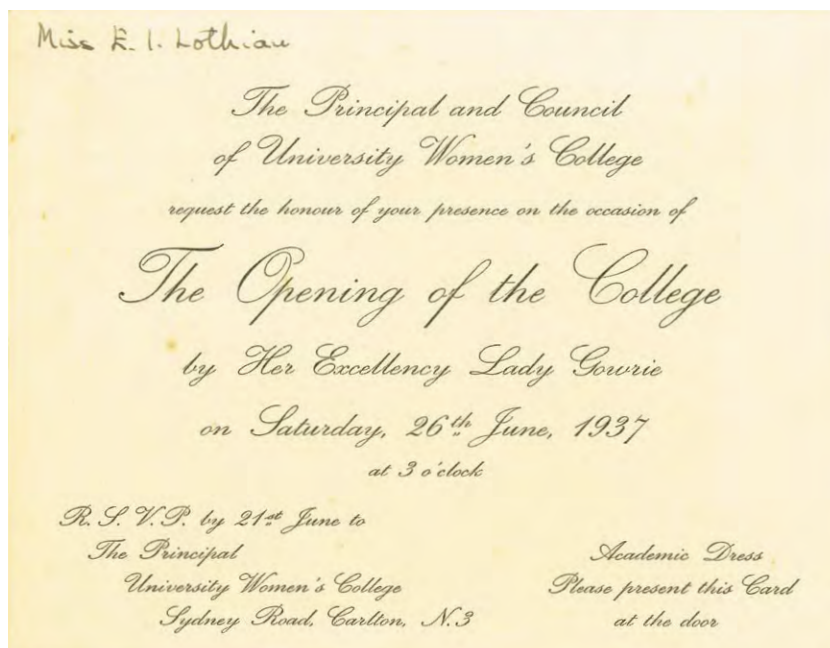 Miss E. I. Lothian
The Principal and Council
of University Women's College
request the honour of your presence on the occasion of
The Opening of the College
by Her Excellency Lady Gowrie
on Saturday, 26th June, 1937
at 3 o'clock
R. S. V. P. by 21st June to
The Principal
University Women's College
Sydney Road, Carlton, N.3
Academic Dress
Please present this Card
at the door